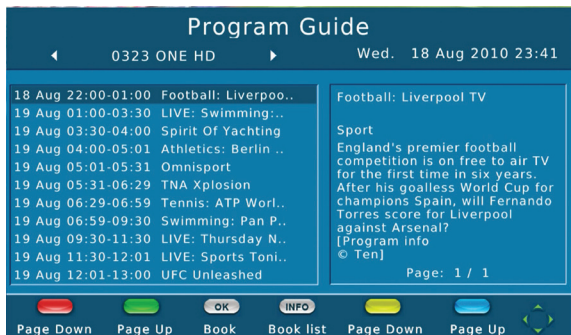 Program Guide
0323 ONE HD
Wed. 18 Aug 2010 23:41
18 Aug 22:00-01:00 Football: Liverpoo..
19 Aug 01:00-03:30 LIVE: Swimming:..
19 Aug 03:30-04:00 Spirit Of Yachting
19 Aug 04:00-05:01 Athletics: Berlin ..
19 Aug 05:01-05:31 Omnisport
19 Aug 05:31-06:29 TNA Xplosion
19 Aug 06:29-06:59 Tennis: ATP Worl..
19 Aug 06:59-09:30 Swimming: Pan P..
19 Aug 09:30-11:30 LIVE: Thursday N..
19 Aug 11:30-12:01 LIVE: Sports Toni..
19 Aug 12:01-13:00 UFC Unleashed
Football: Liverpool TV
Sport
England's premier football
competition is on free to air TV
for the first time in six years.
After his goalless World Cup for
champions Spain, will Fernando
Torres score for Liverpool
against Arsenal?
[Program info
© Ten]
Page: 1 / 1
OK
INFO
Page Down
Page Up
Book
Book list
Page Down
Page Up